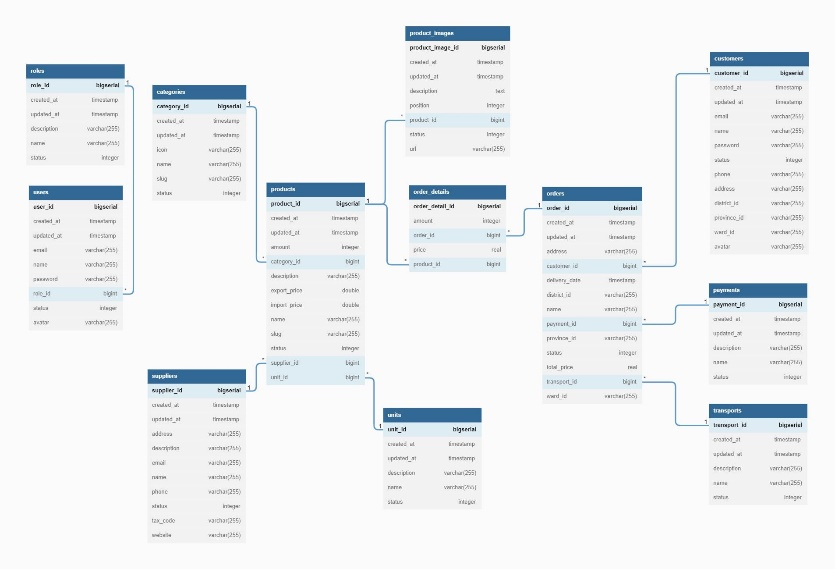 roles
role_id bigserial
created_at timestamp
updated_at timestamp
description varchar(255)
name varchar(255)
status integer
users
user_id bigserial
created_at timestamp
updated_at timestamp
email varchar(255)
name varchar(255)
password varchar(255)
role_id bigint
status integer
avatar varchar(255)
1
*
categories
category_id bigserial
created_at timestamp
updated_at timestamp
icon varchar(255)
name varchar(255)
slug varchar(255)
status integer
1
suppliers
supplier_id bigserial
created_at timestamp
updated_at timestamp
address varchar(255)
description varchar(255)
email varchar(255)
name varchar(255)
phone varchar(255)
status integer
tax_code varchar(255)
website varchar(255)
1
products
product_id bigserial
created_at timestamp
updated_at timestamp
amount integer
category_id bigint
description varchar(255)
export_price double
import_price double
name varchar(255)
slug varchar(255)
status integer
supplier_id bigint
unit_id bigint
1
*
*
*
product_images
product_image_id bigserial
created_at timestamp
updated_at timestamp
description text
position integer
product_id bigint
status integer
url varchar(255)
*
order_details
order_detail_id bigserial
amount integer
order_id bigint
price real
product_id bigint
*
*
units
unit_id bigserial
created_at timestamp
updated_at timestamp
description varchar(255)
name varchar(255)
status integer
1
orders
order_id bigserial
created_at timestamp
updated_at timestamp
address varchar(255)
customer_id bigint
delivery_date timestamp
district_id varchar(255)
name varchar(255)
payment_id bigint
province_id varchar(255)
status integer
total_price real
transport_id bigint
ward_id varchar(255)
1
*
*
*
customers
customer_id bigserial
created_at timestamp
updated_at timestamp
email varchar(255)
name varchar(255)
password varchar(255)
status integer
phone varchar(255)
address varchar(255)
district_id varchar(255)
province_id varchar(255)
ward_id varchar(255)
avatar varchar(255)
1
payments
payment_id bigserial
created_at timestamp
updated_at timestamp
description varchar(255)
name varchar(255)
status integer
1
transports
transport_id bigserial
created_at timestamp
updated_at timestamp
description varchar(255)
name varchar(255)
status integer
1